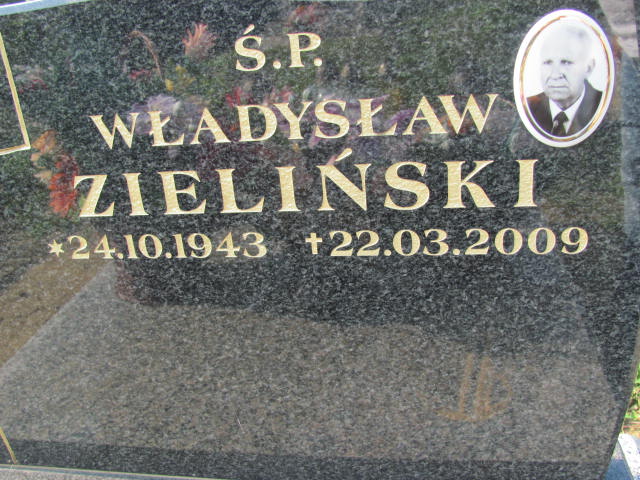 Ś.P.
WŁADYSŁAW
ZIELIŃSKI
*24.10.1943 †22.03.2009